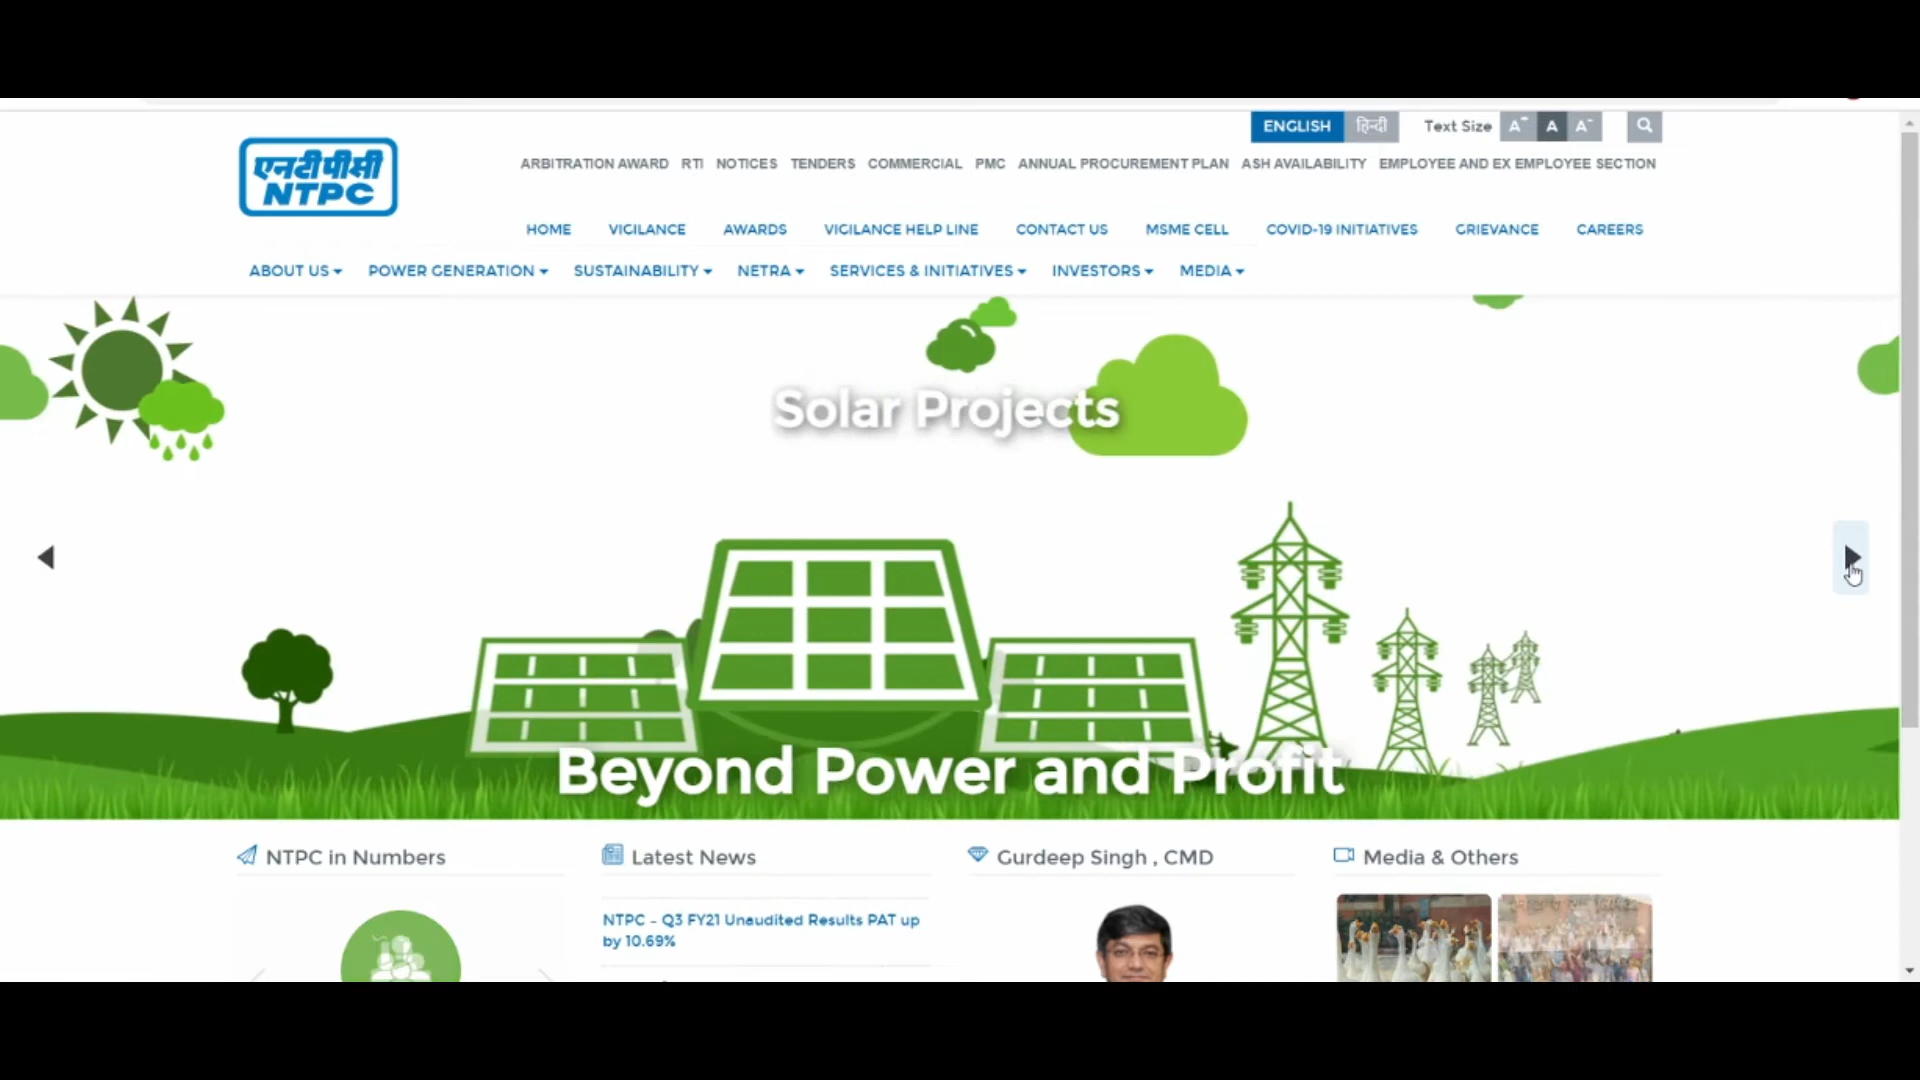 ENGLISH हिन्दी Text Size A⁻ A A⁻
एनटीपीसी
NTPC
ARBITRATION AWARD RTI NOTICES TENDERS COMMERCIAL PMC ANNUAL PROCUREMENT PLAN ASH AVAILABILITY EMPLOYEE AND EX EMPLOYEE SECTION
HOME VIGILANCE AWARDS VIGILANCE HELP LINE CONTACT US MSME CELL COVID-19 INITIATIVES GRIEVANCE CAREERS
ABOUT US POWER GENERATION SUSTAINABILITY NETRA SERVICES & INITIATIVES INVESTORS MEDIA
Solar Projects
Beyond Power and Profit
NTPC in Numbers
Latest News
NTPC - Q3 FY21 Unaudited Results PAT up
by 10.69%
Gurdeep Singh , CMD
Media & Others